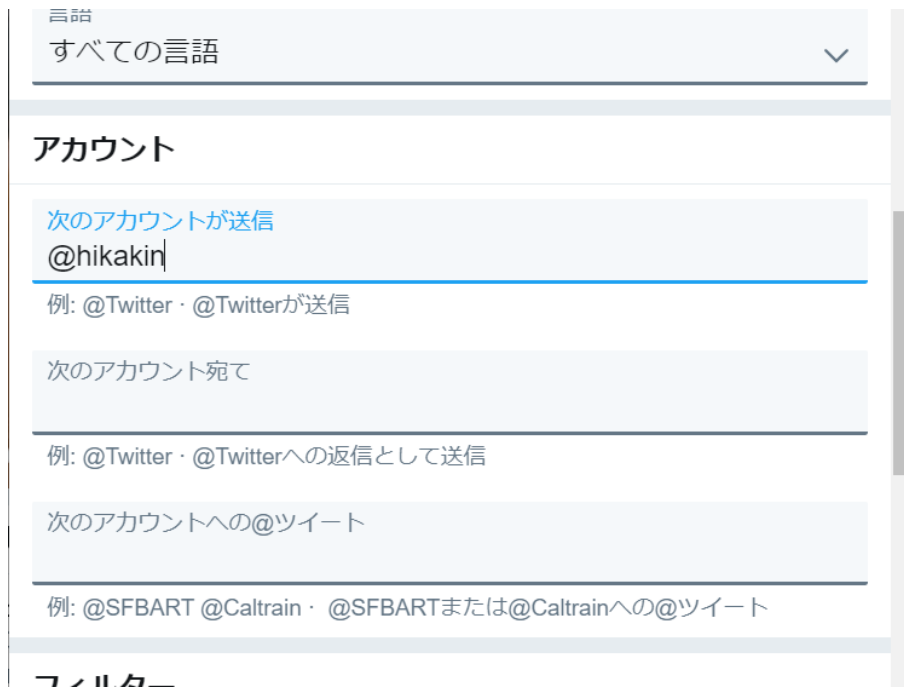 言語
すべての言語
アカウント
次のアカウントが送信
@hikakin
例: @Twitter · @Twitterが送信
次のアカウント宛て
例: @Twitter · @Twitterへの返信として送信
次のアカウントへの@ツイート
例: @SFBART @Caltrain · @SFBARTまたは@Caltrainへの@ツイート
フィルター